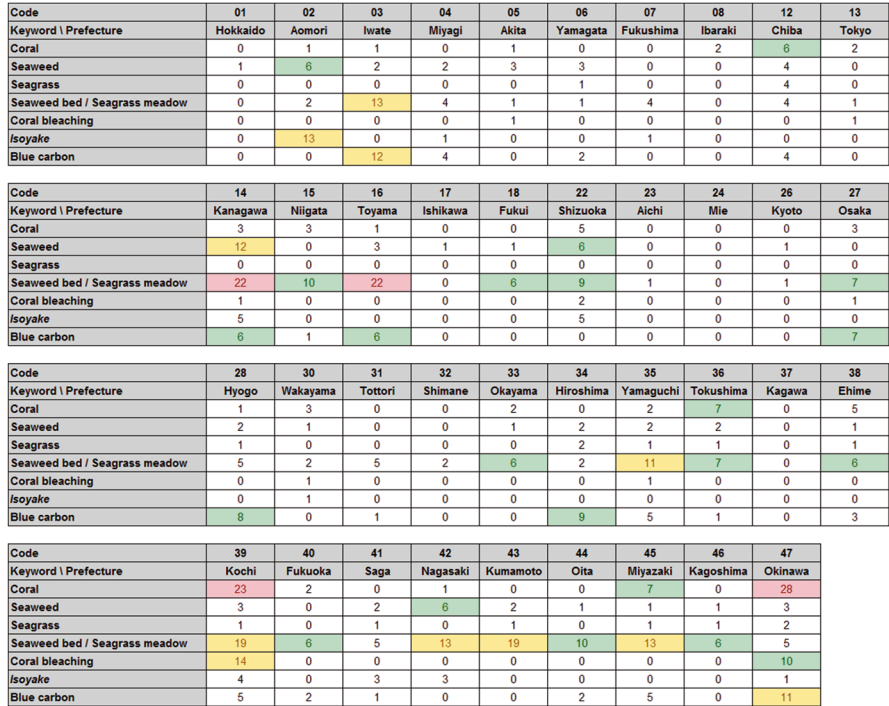 Code 01 02 03 04 05 06 07 08 12 13
Keyword \ Prefecture Hokkaido Aomori Iwate Miyagi Akita Yamagata Fukushima Ibaraki Chiba Tokyo
Coral 0 1 1 0 1 0 0 2 6 2
Seaweed 1 6 2 2 3 3 0 0 4 0
Seagrass 0 0 0 0 0 1 0 0 4 0
Seaweed bed / Seagrass meadow 0 2 13 4 1 1 4 0 4 1
Coral bleaching 0 0 0 0 1 0 0 0 0 1
Isoyake 0 13 0 1 0 0 1 0 0 0
Blue carbon 0 0 12 4 0 2 0 0 4 0
Code 14 15 16 17 18 22 23 24 26 27
Keyword \ Prefecture Kanagawa Niigata Toyama Ishikawa Fukui Shizuoka Aichi Mie Kyoto Osaka
Coral 3 3 1 0 0 5 0 0 0 3
Seaweed 12 0 3 1 1 6 0 0 1 0
Seagrass 0 0 0 0 0 0 0 0 0 0
Seaweed bed / Seagrass meadow 22 10 22 0 6 9 1 0 1 7
Coral bleaching 1 0 0 0 0 2 0 0 0 1
Isoyake 5 0 0 0 0 5 0 0 0 0
Blue carbon 6 1 6 0 0 0 0 0 0 7
Code 28 30 31 32 33 34 35 36 37 38
Keyword \ Prefecture Hyogo Wakayama Tottori Shimane Okayama Hiroshima Yamaguchi Tokushima Kagawa Ehime
Coral 1 3 0 0 2 0 2 7 0 5
Seaweed 2 1 0 0 1 2 2 2 0 1
Seagrass 1 0 0 0 0 2 1 1 0 1
Seaweed bed / Seagrass meadow 5 2 5 2 6 2 11 7 0 6
Coral bleaching 0 1 0 0 0 0 1 0 0 0
Isoyake 0 1 0 0 0 0 0 0 0 0
Blue carbon 8 0 1 0 0 9 5 1 0 3
Code 39 40 41 42 43 44 45 46 47
Keyword \ Prefecture Kochi Fukuoka Saga Nagasaki Kumamoto Oita Miyazaki Kagoshima Okinawa
Coral 23 2 0 1 0 0 7 0 28
Seaweed 3 0 2 6 2 1 1 1 3
Seagrass 1 0 1 0 1 0 1 1 2
Seaweed bed / Seagrass meadow 19 6 5 13 19 10 13 6 5
Coral bleaching 14 0 0 0 0 0 0 0 10
Isoyake 4 0 3 3 0 0 0 0 1
Blue carbon 5 2 1 0 0 2 5 0 11